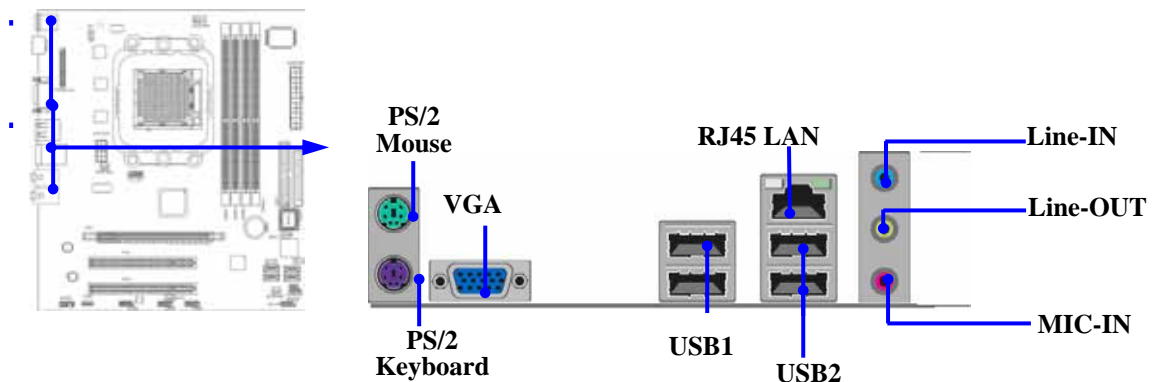 PS/2
Mouse
VGA
PS/2
Keyboard
RJ45 LAN
USB1
USB2
Line-IN
Line-OUT
MIC-IN